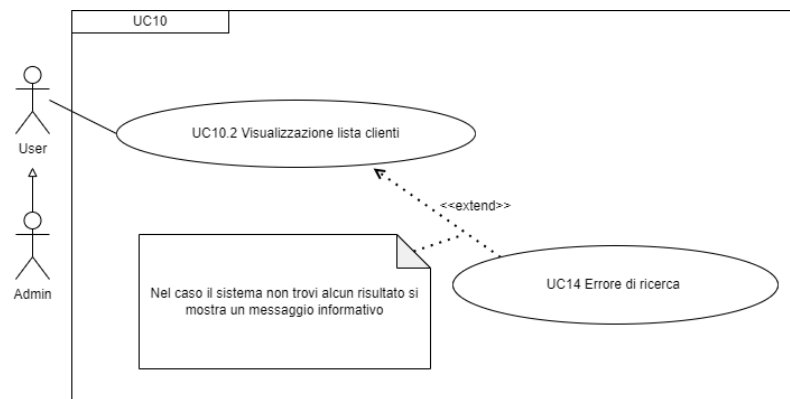 UC10
User
UC10.2 Visualizzazione lista clienti
<<extend>>
Admin
Nel caso il sistema non trovi alcun risultato si
mostra un messaggio informativo
UC14 Errore di ricerca